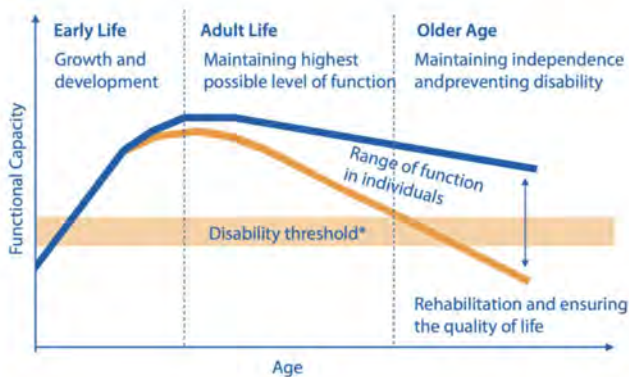 Early Life
Growth and
development
Adult Life
Maintaining highest
possible level of function
Older Age
Maintaining independence
andpreventing disability
Functional Capacity
Range of function
in individuals
Disability threshold*
Rehabilitation and ensuring
the quality of life
Age